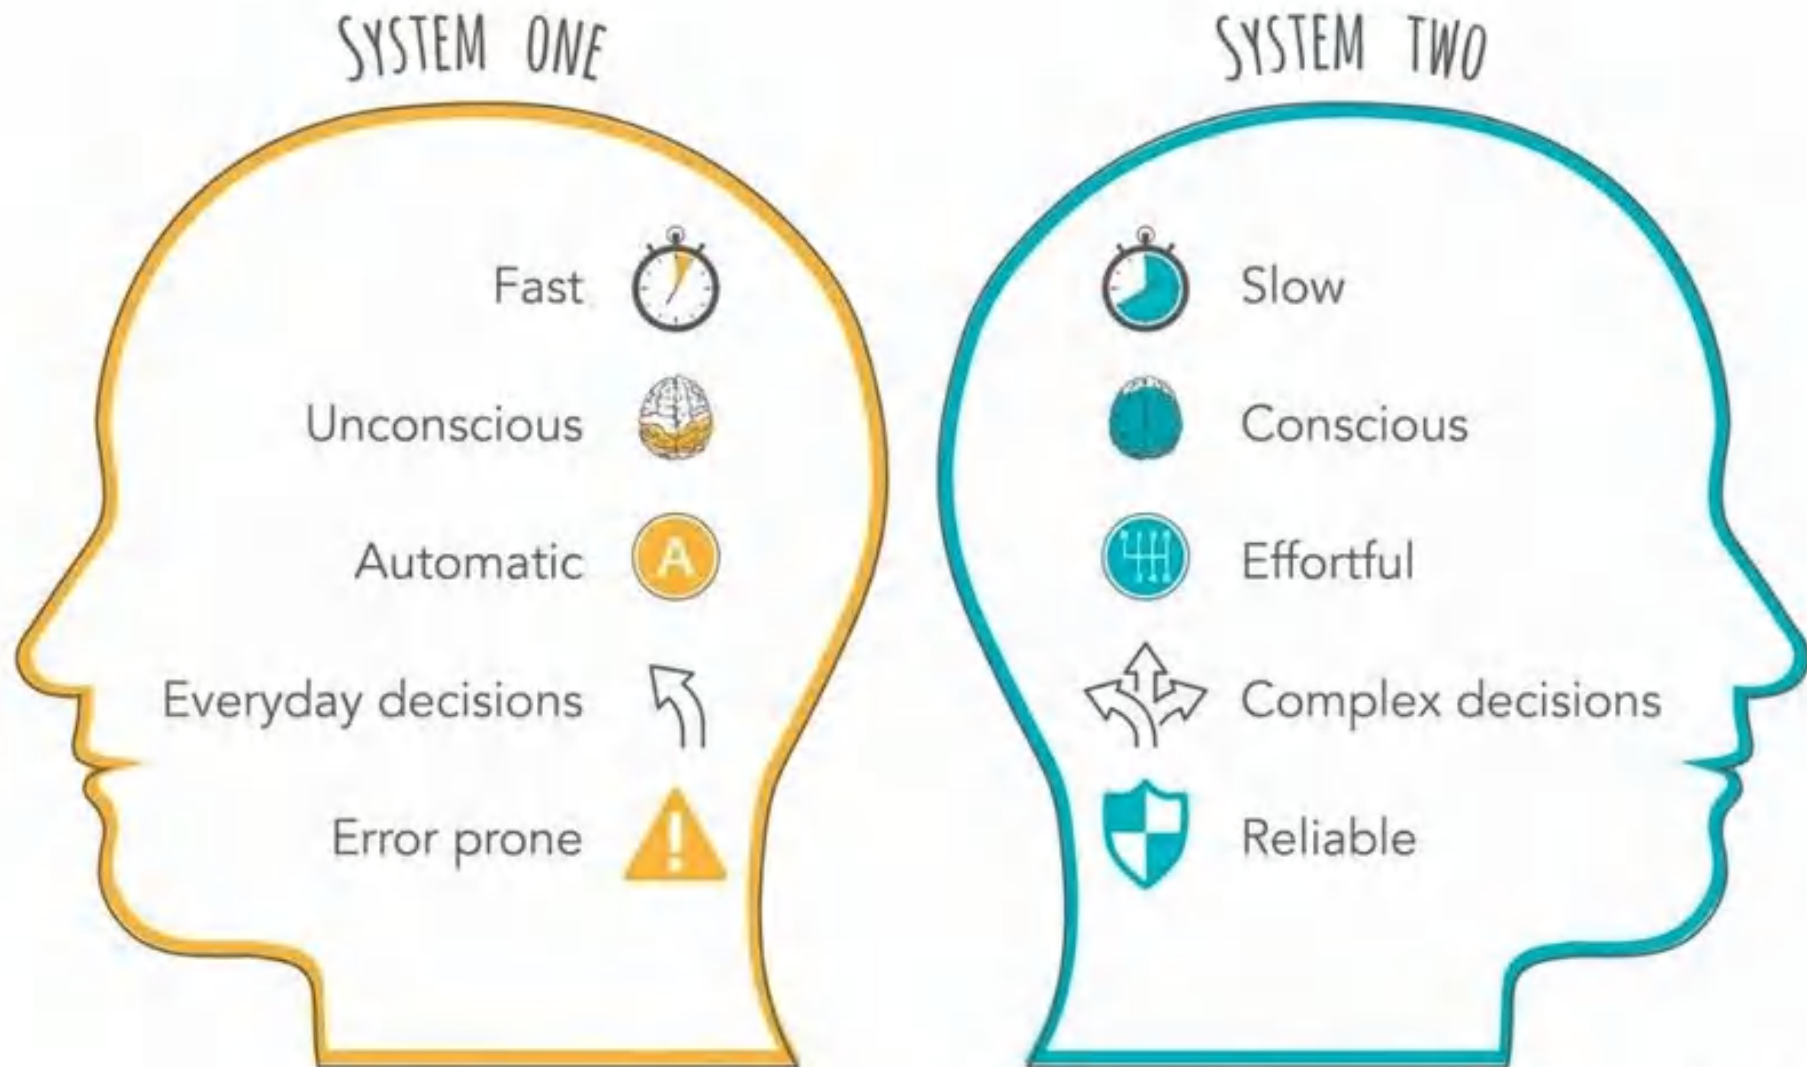 SYSTEM ONE
Fast
Unconscious
A
Automatic
Everyday decisions
Error prone
!
SYSTEM TWO
Slow
Conscious
Effortful
Complex decisions
Reliable